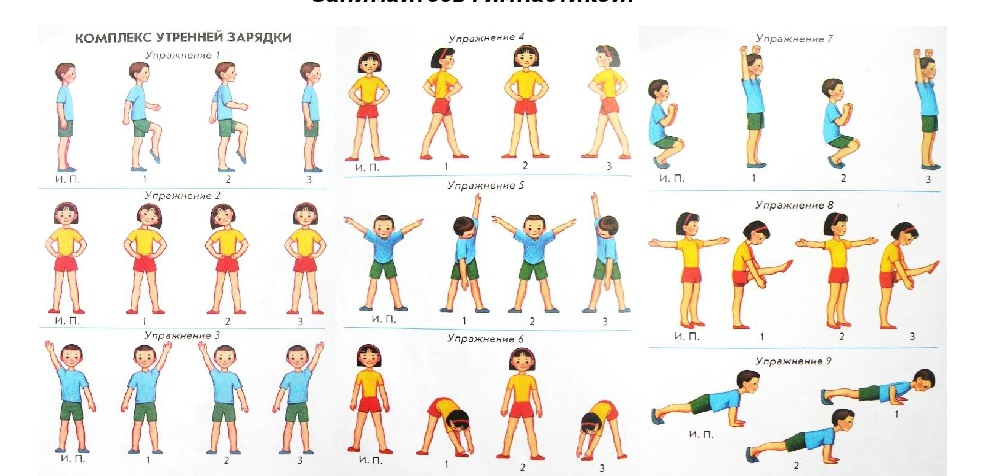 Занимайтесь гимнастикой!
КОМПЛЕКС УТРЕННЕЙ ЗАРЯДКИ
Упражнение 1
И. П. 1 2 3
Упражнение 2
И. П. 1 2 3
Упражнение 3
И. П. 1 2 3
Упражнение 4
И. П. 1 2 3
Упражнение 5
И. П. 1 2 3
Упражнение 6
И. П. 1 2 3
Упражнение 7
И. П. 1 2 3
Упражнение 8
И. П. 1 2 3
Упражнение 9
И. П. 1
2